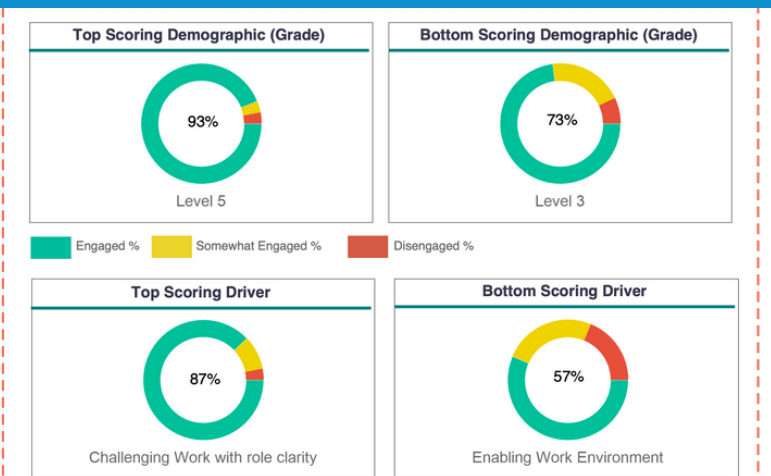 Top Scoring Demographic (Grade)
Bottom Scoring Demographic (Grade)
93%
73%
Level 5
Level 3
Engaged %
Somewhat Engaged %
Disengaged %
Top Scoring Driver
Bottom Scoring Driver
87%
57%
Challenging Work with role clarity
Enabling Work Environment